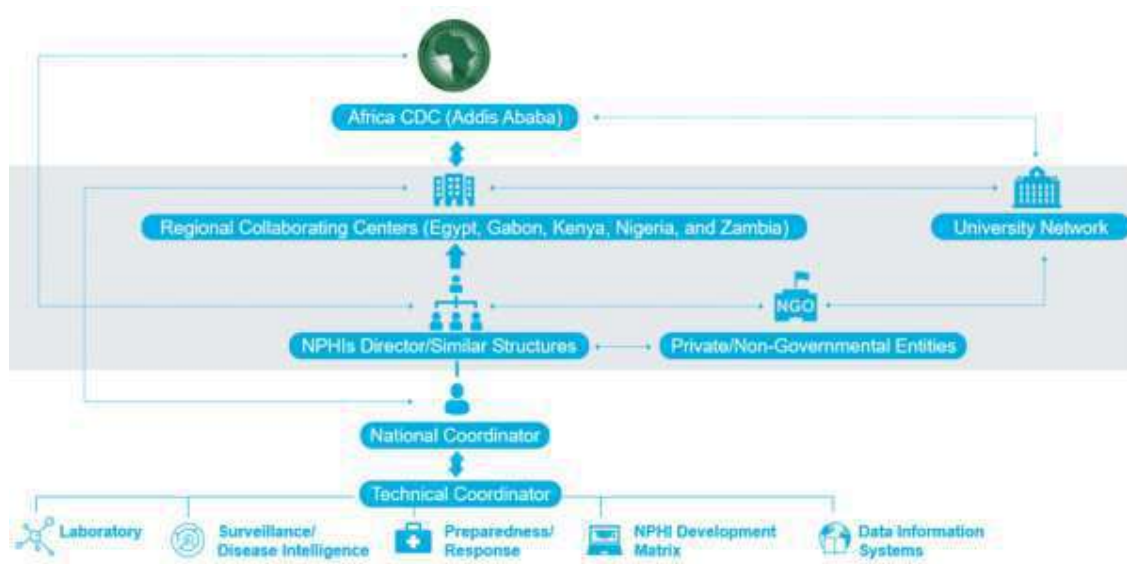 Africa CDC (Addis Ababa)
Regional Collaborating Centers (Egypt, Gabon, Kenya, Nigeria, and Zambia)
University Network
NGO
NPHIs Director/Similar Structures
Private/Non-Governmental Entities
National Coordinator
Technical Coordinator
Laboratory
Surveillance/
Disease Intelligence
Preparedness/
Response
NPHI Development
Matrix
Data Information
Systems